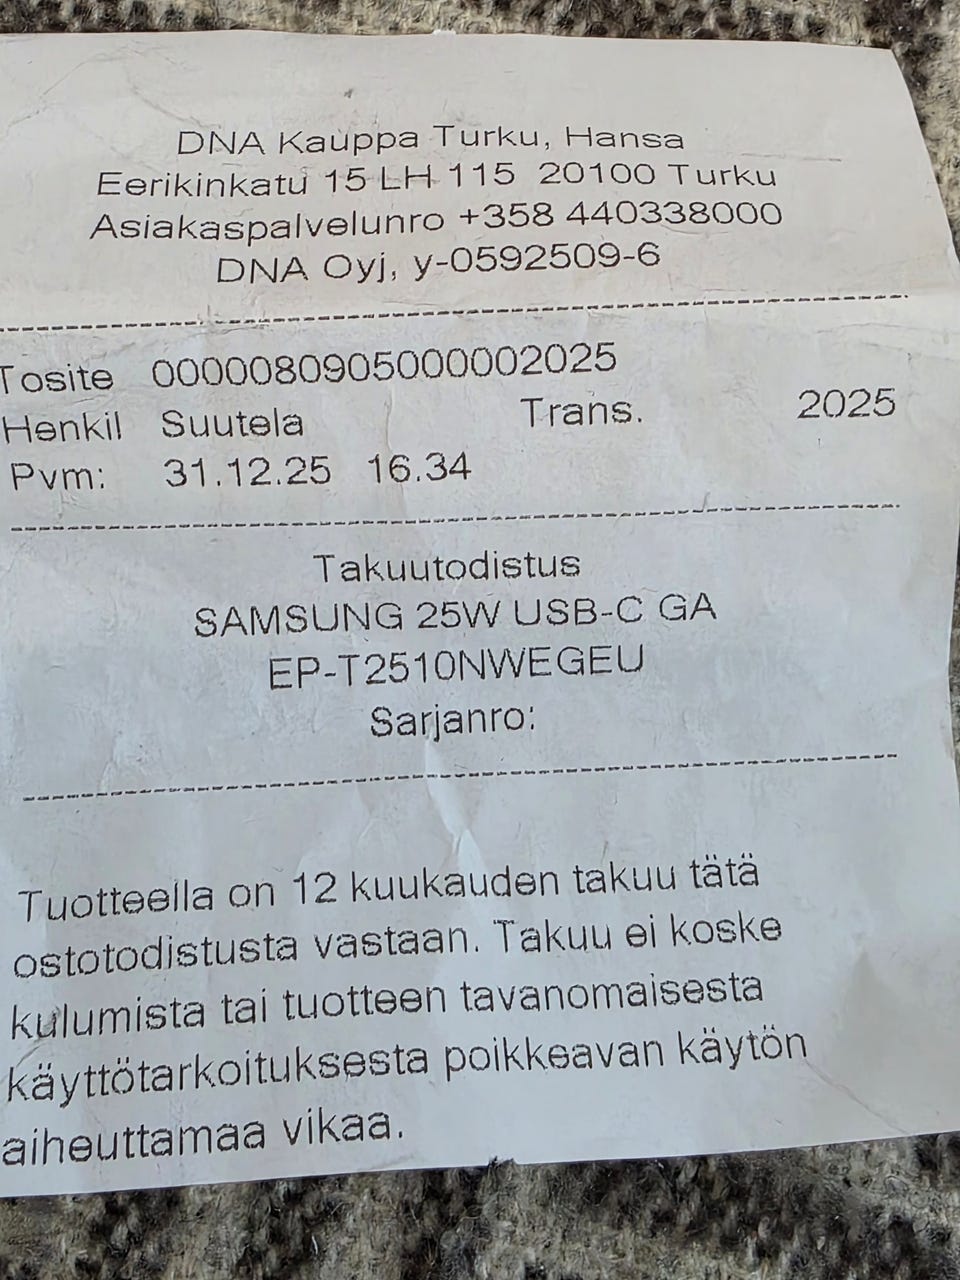 DNA Kauppa Turku, Hansa
Eerikinkatu 15 LH 115 20100 Turku
Asiakaspalvelunro +358 440338000
DNA Oyj, y-0592509-6
Tosite 0000080905000002025
Henkil Suutela Trans. 2025
Pvm: 31.12.25 16.34
Takuutodistus
SAMSUNG 25W USB-C GA
EP-T2510NWEGEU
Sarjanro:
Tuotteella on 12 kuukauden takuu tätä
ostotodistusta vastaan. Takuu ei koske
kulumista tai tuotteen tavanomaisesta
käyttötarkoituksesta poikkeavan käytön
aiheuttamaa vikaa.